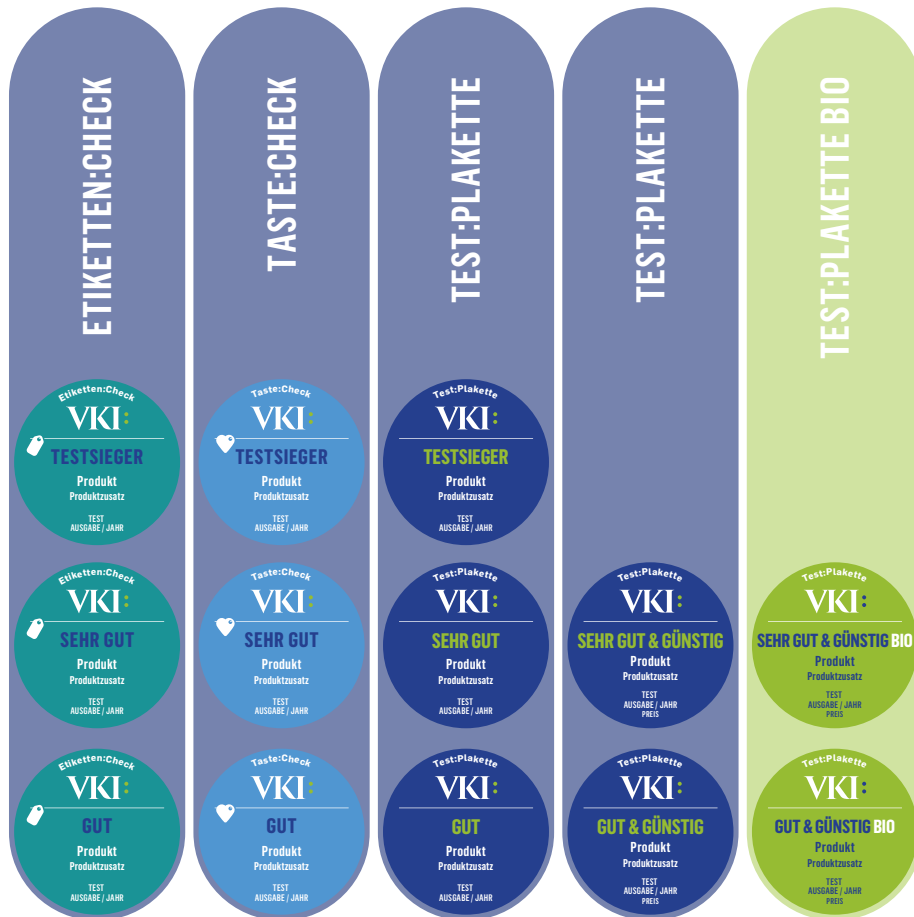 ETIKETTEN:CHECK
TASTE:CHECK
TEST:PLAKETTE
TEST:PLAKETTE
TEST:PLAKETTE BIO
Etiketten:Check
VKI:
TESTSIEGER
Produkt
Produktzusatz
TEST
AUSGABE / JAHR
Taste:Check
VKI:
TESTSIEGER
Produkt
Produktzusatz
TEST
AUSGABE / JAHR
Test:Plakette
VKI:
TESTSIEGER
Produkt
Produktzusatz
TEST
AUSGABE / JAHR
Etiketten:Check
VKI:
SEHR GUT
Produkt
Produktzusatz
TEST
AUSGABE / JAHR
Taste:Check
VKI:
SEHR GUT
Produkt
Produktzusatz
TEST
AUSGABE / JAHR
Test:Plakette
VKI:
SEHR GUT
Produkt
Produktzusatz
TEST
AUSGABE / JAHR
Test:Plakette
VKI:
SEHR GUT & GÜNSTIG
Produkt
Produktzusatz
TEST
AUSGABE / JAHR
PREIS
Test:Plakette
VKI:
SEHR GUT & GÜNSTIG BIO
Produkt
Produktzusatz
TEST
AUSGABE / JAHR
PREIS
Etiketten:Check
VKI:
GUT
Produkt
Produktzusatz
TEST
AUSGABE / JAHR
Taste:Check
VKI:
GUT
Produkt
Produktzusatz
TEST
AUSGABE / JAHR
Test:Plakette
VKI:
GUT
Produkt
Produktzusatz
TEST
AUSGABE / JAHR
Test:Plakette
VKI:
GUT & GÜNSTIG
Produkt
Produktzusatz
TEST
AUSGABE / JAHR
PREIS
Test:Plakette
VKI:
GUT & GÜNSTIG BIO
Produkt
Produktzusatz
TEST
AUSGABE / JAHR
PREIS